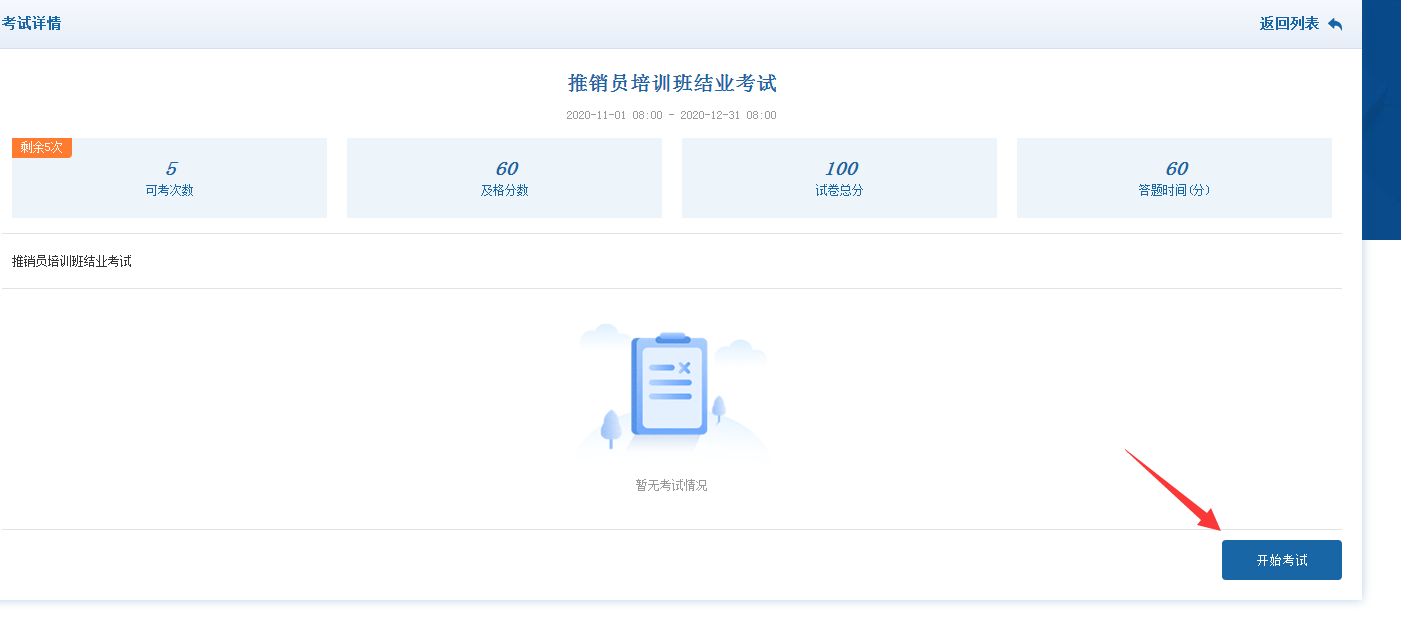 考试详情
返回列表
推销员培训班结业考试
2020-11-01 08:00 - 2020-12-31 08:00
剩余5次
5
可考次数
60
及格分数
100
试卷总分
60
答题时间(分)
推销员培训班结业考试
暂无考试情况
开始考试